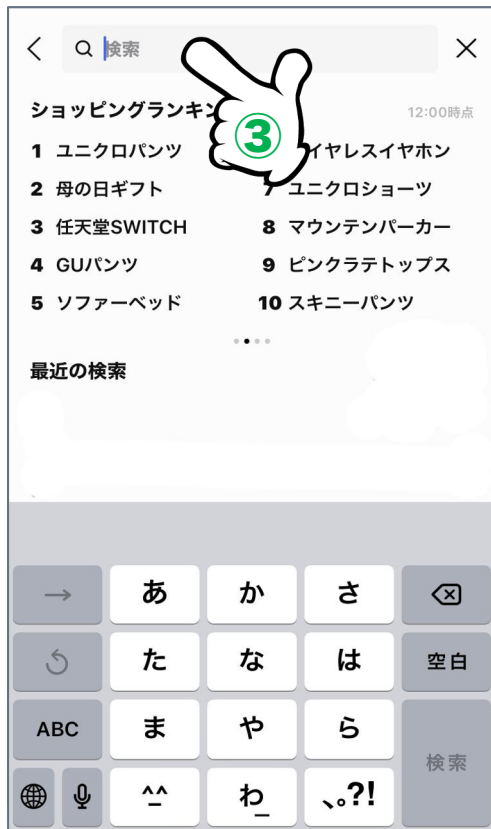 検索
ショッピングランキン
12:00時点
1 ユニクロパンツ
2 母の日ギフト
3 任天堂SWITCH
4 GUパンツ
5 ソファーベッド
イヤレスイヤホン
7 ユニクロショーツ
8 マウンテンパーカー
9 ピンクラテトップス
10 スキニーパンツ
③
最近の検索
→ あ か さ
た な は 空白
ABC ま や ら 検索
^_^ わ_ 、。?!